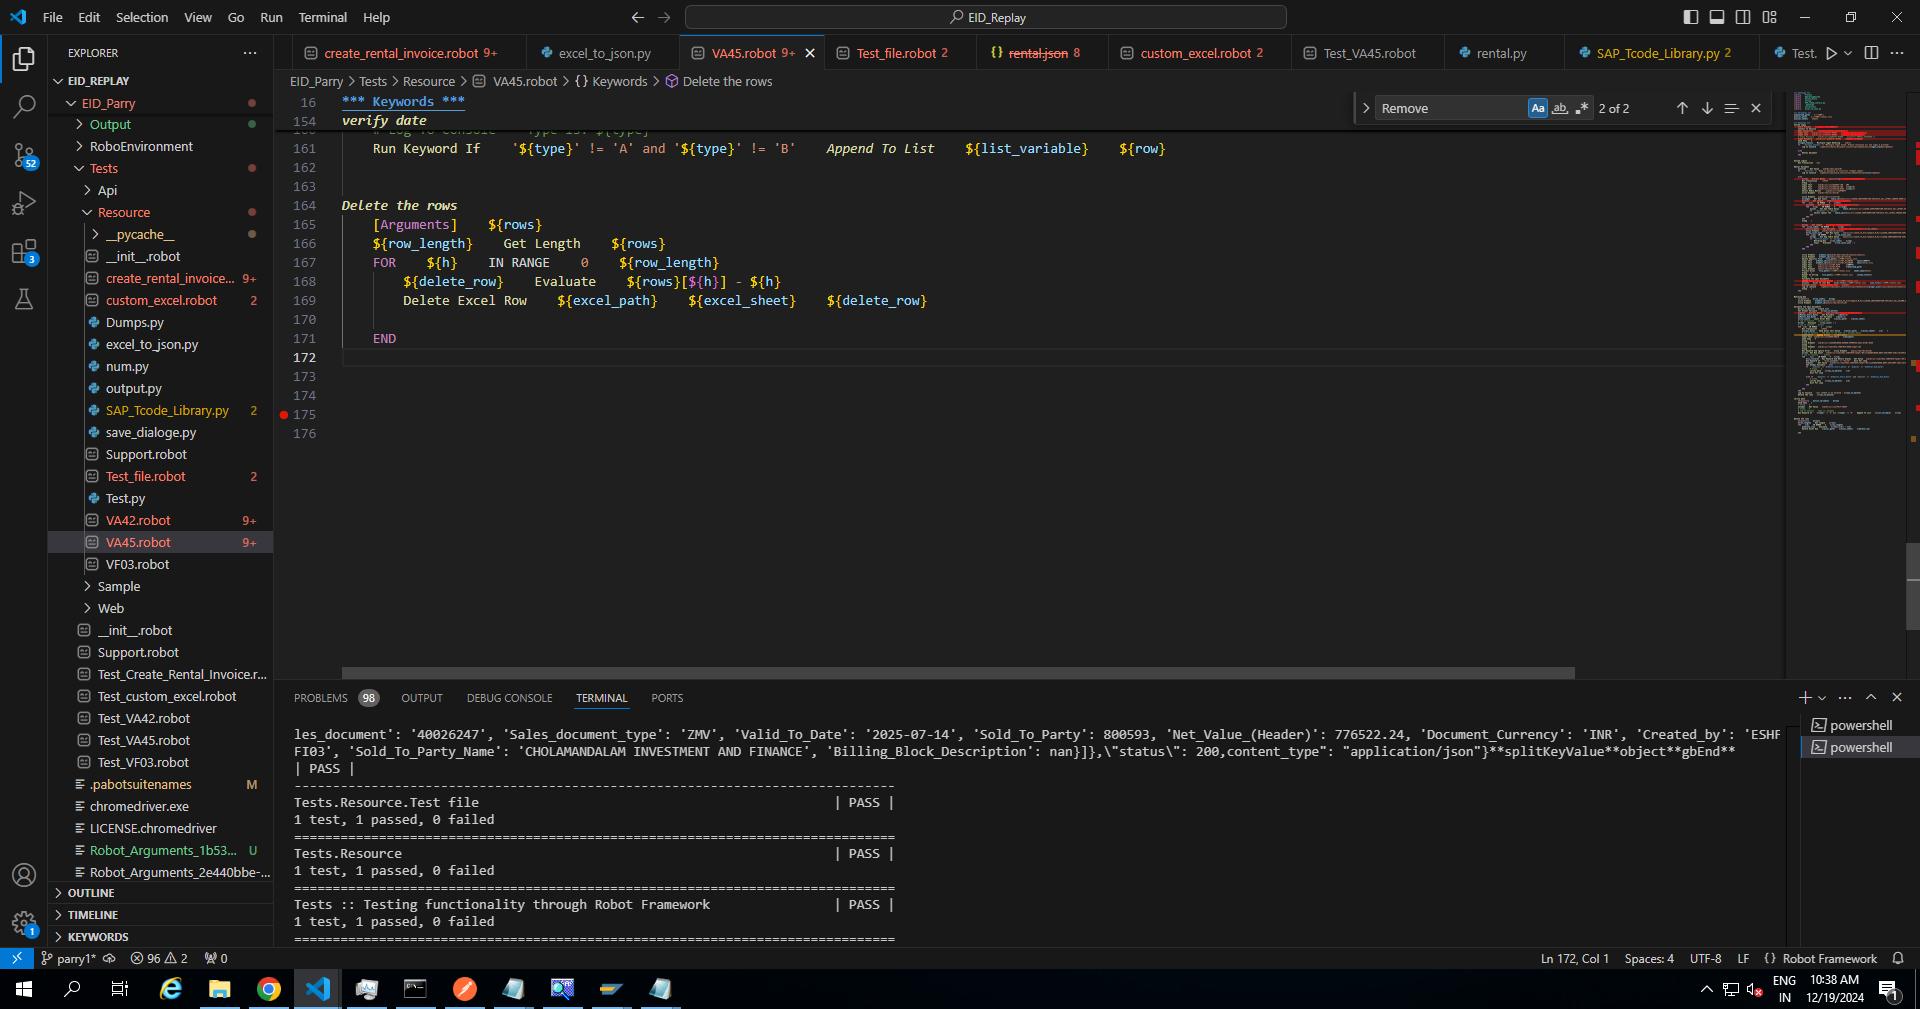 File Edit Selection View Go Run Terminal Help
EID_Replay
EXPLORER
EID_REPLAY
EID_Parry
Output
RoboEnvironment
Tests
Api
Resource
__pycache__
__init__.robot
create_rental_invoice... 9+
custom_excel.robot 2
Dumps.py
excel_to_json.py
num.py
output.py
SAP_Tcode_Library.py 2
save_dialoge.py
Support.robot
Test_file.robot 2
Test.py
VA42.robot 9+
VA45.robot 9+
VF03.robot
Sample
Web
__init__.robot
Support.robot
Test_Create_Rental_Invoice.r...
Test_custom_excel.robot
Test_VA42.robot
Test_VA45.robot
Test_VF03.robot
.pabotsuitenames M
chromedriver.exe
LICENSE.chromedriver
Robot_Arguments_1b53... U
Robot_Arguments_2e440bbe-...
OUTLINE
TIMELINE
KEYWORDS
52
3
1
create_rental_invoice.robot 9+ excel_to_json.py VA45.robot 9+ Test_file.robot 2 rental.json 8 custom_excel.robot 2 Test_VA45.robot rental.py SAP_Tcode_Library.py 2 Test.
EID_Parry > Tests > Resource > VA45.robot > {} Keywords > Delete the rows
Remove Aa ab 2 of 2
16 *** Keywords ***
154 verify date
160 # Log To Console Type is: ${type}
161 Run Keyword If '${type}' != 'A' and '${type}' != 'B' Append To List ${list_variable} ${row}
162
163
164 Delete the rows
165 [Arguments] ${rows}
166 ${row_length} Get Length ${rows}
167 FOR ${h} IN RANGE 0 ${row_length}
168 ${delete_row} Evaluate ${rows}[${h}] - ${h}
169 Delete Excel Row ${excel_path} ${excel_sheet} ${delete_row}
170
171 END
172
173
174
175
176
PROBLEMS 98 OUTPUT DEBUG CONSOLE TERMINAL PORTS
les_document': '40026247', 'Sales_document_type': 'ZMV', 'Valid_To_Date': '2025-07-14', 'Sold_To_Party': 800593, 'Net_Value_(Header)': 776522.24, 'Document_Currency': 'INR', 'Created_by': 'ESHF
FI03', 'Sold_To_Party_Name': 'CHOLAMANDALAM INVESTMENT AND FINANCE', 'Billing_Block_Description': nan}]},\"status\": 200,content_type": "application/json"}**splitKeyValue**object**gbEnd**
| PASS |
------------------------------------------------------------------------------
Tests.Resource.Test file | PASS |
1 test, 1 passed, 0 failed
==============================================================================
Tests.Resource | PASS |
1 test, 1 passed, 0 failed
==============================================================================
Tests :: Testing functionality through Robot Framework | PASS |
1 test, 1 passed, 0 failed
==============================================================================
powershell
powershell
parry1* 96 2 0 Ln 172, Col 1 Spaces: 4 UTF-8 LF {} Robot Framework
ENG
IN
10:38 AM
12/19/2024
1